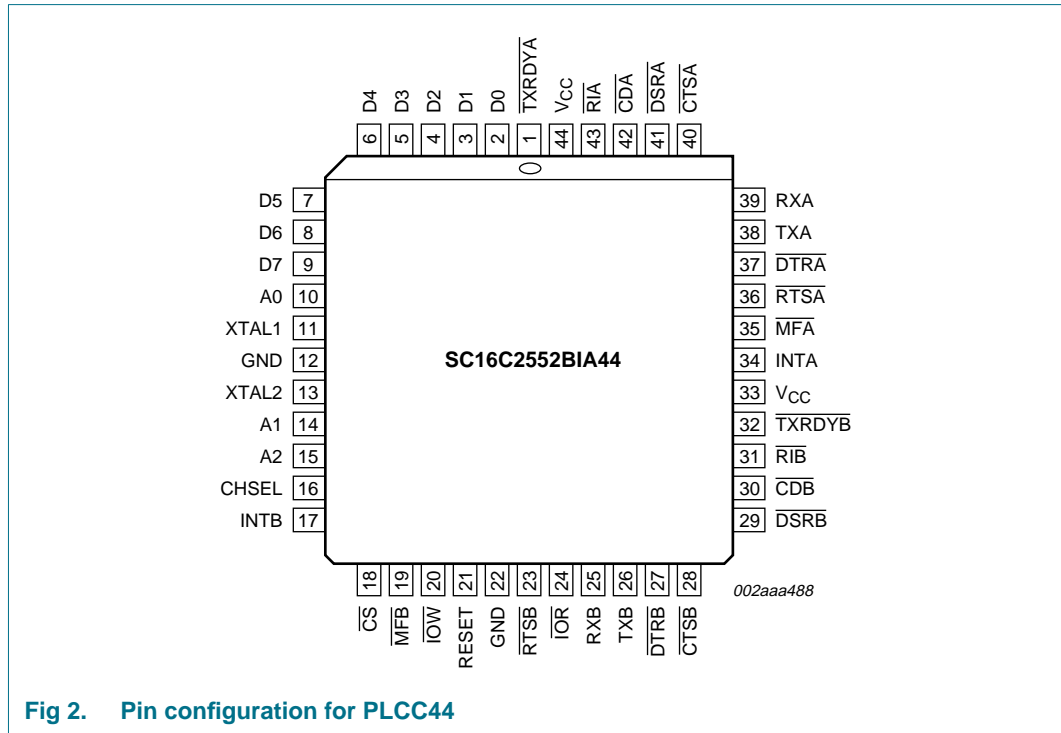 D4 D3 D2 D1 D0 TXRDYA VCC RIA CDA DSRA CTSA
6 5 4 3 2 1 44 43 42 41 40
D5 7
D6 8
D7 9
A0 10
XTAL1 11
GND 12
XTAL2 13
A1 14
A2 15
CHSEL 16
INTB 17
SC16C2552BIA44
39 RXA
38 TXA
37 DTRA
36 RTSA
35 MFA
34 INTA
33 VCC
32 TXRDYB
31 RIB
30 CDB
29 DSRB
18 19 20 21 22 23 24 25 26 27 28
CS MFB IOW RESET GND RTSB IOR RXB TXB DTRB CTSB
002aaa488
Fig 2. Pin configuration for PLCC44